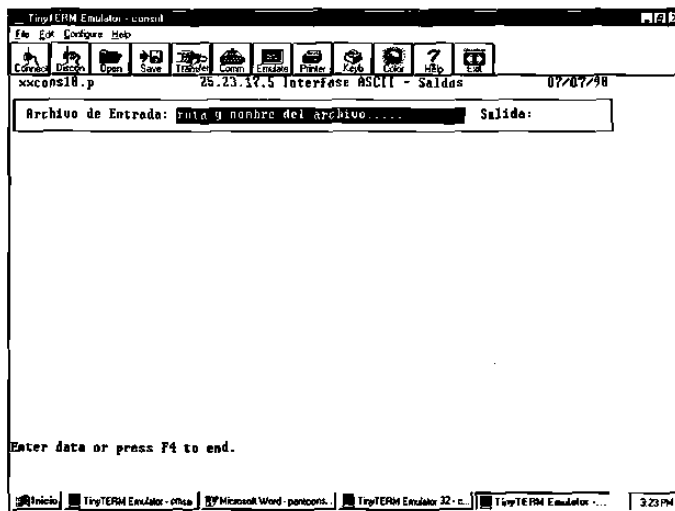 TinyTERM Emulator - consul
File Edit Configure Help
Connect Discon Open Save Transfer Comm Emulate Printer Keyb Color Help Exit
xxcons18.p 25.23.17.5 Interfase ASCII - Saldos 07/07/98
Archivo de Entrada: ruta y nombre del archivo..... Salida:
Enter data or press F4 to end.
Inicio TinyTERM Emulator - Microsoft Word - TinyTERM Emulator 32 - c... TinyTERM Emulator -... 3:23 PM